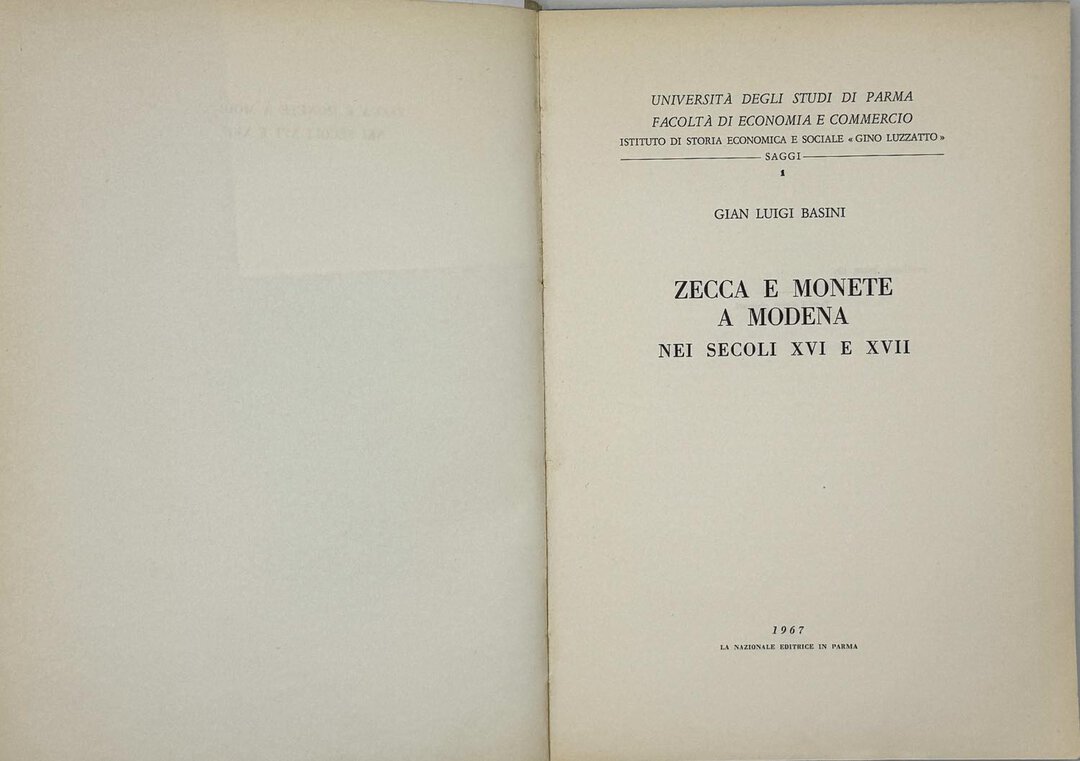 UNIVERSITÀ DEGLI STUDI DI PARMA
FACOLTÀ DI ECONOMIA E COMMERCIO
ISTITUTO DI STORIA ECONOMICA E SOCIALE «GINO LUZZATTO»
SAGGI
1
GIAN LUIGI BASINI
ZECCA E MONETE
A MODENA
NEI SECOLI XVI E XVII
1967
LA NAZIONALE EDITRICE IN PARMA